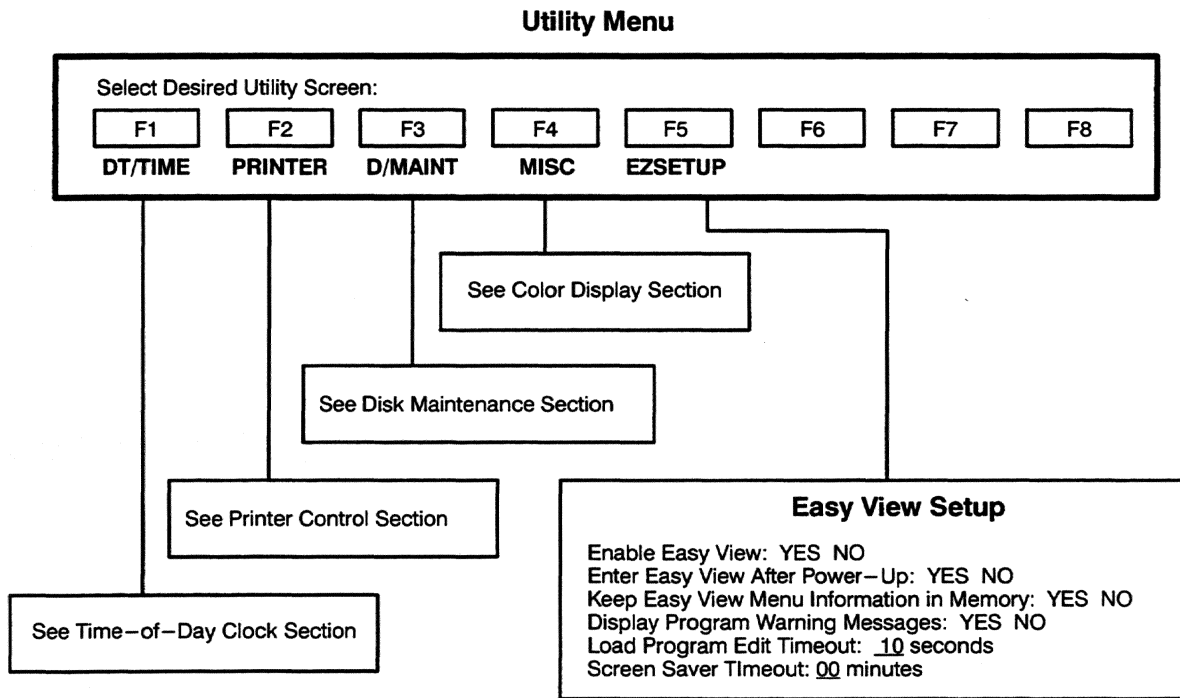 Utility Menu
Select Desired Utility Screen:
F1 F2 F3 F4 F5 F6 F7 F8
DT/TIME PRINTER D/MAINT MISC EZSETUP
See Color Display Section
See Disk Maintenance Section
See Printer Control Section
See Time-of-Day Clock Section
Easy View Setup
Enable Easy View: YES NO
Enter Easy View After Power-Up: YES NO
Keep Easy View Menu Information in Memory: YES NO
Display Program Warning Messages: YES NO
Load Program Edit Timeout: 10 seconds
Screen Saver TImeout: 00 minutes